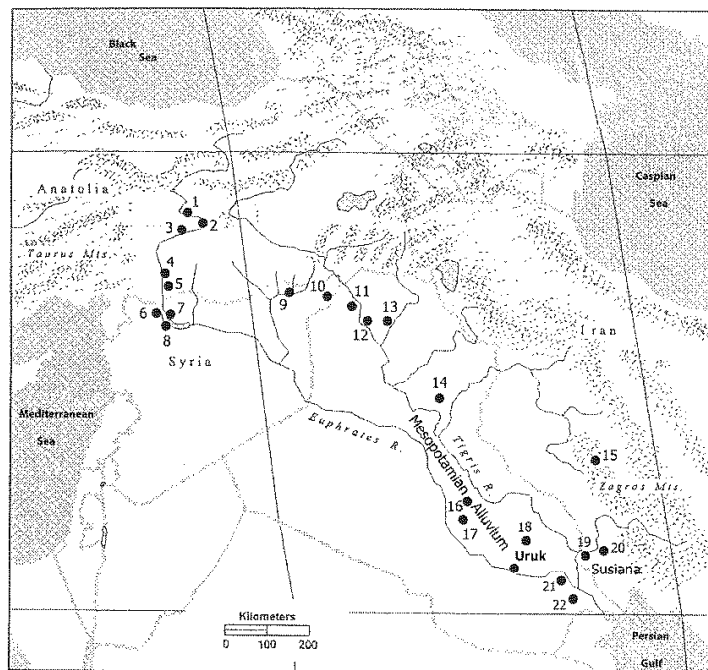 Black
Sea
Caspian
Sea
Anatolia
1
2
3
Taurus Mts.
4
5
6
7
8
9
10
11
12
13
Iran
Syria
Mediterranean
Sea
14
Euphrates R.
Mesopotamian
Alluvium
Tigris R.
15
Zagros Mts.
16
17
18
Uruk
19
20
Susiana
21
22
Kilometers
0 100 200
Persian
Gulf